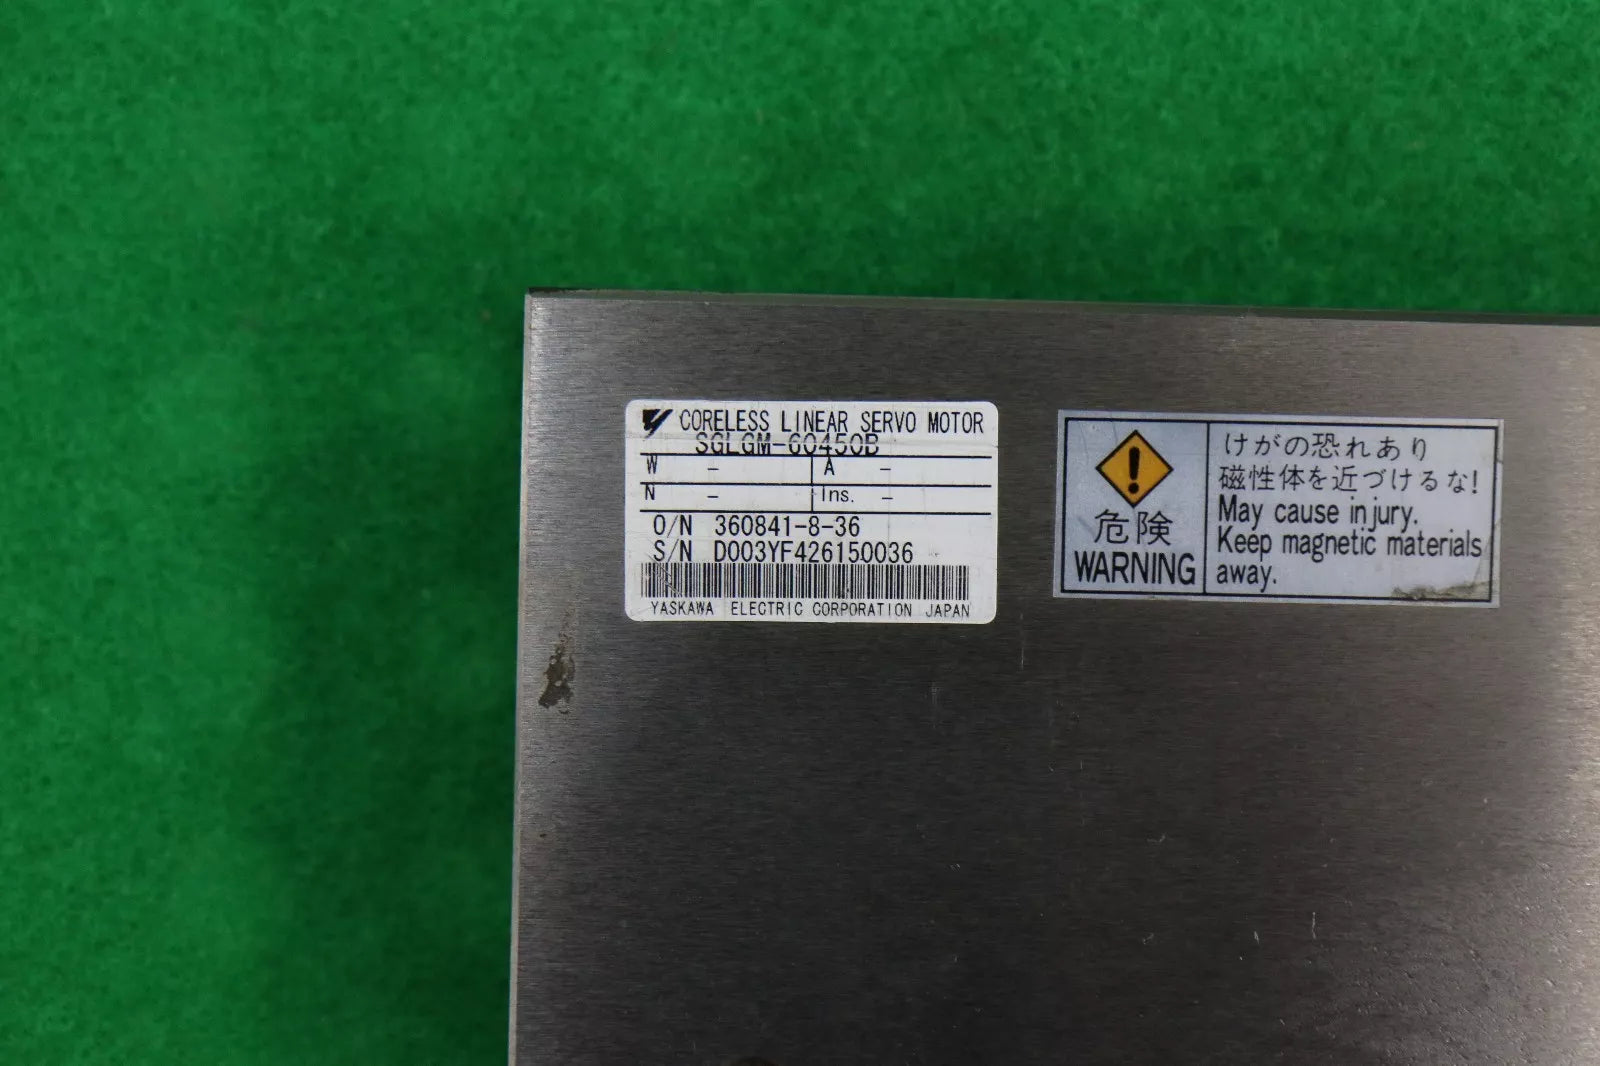 CORELESS LINEAR SERVO MOTOR
SGLGM-60450B
W - A -
N - Ins. -
O/N 360841-8-36
S/N D003YF426150036
YASKAWA ELECTRIC CORPORATION JAPAN
危険
WARNING
けがの恐れあり
磁性体を近づけるな!
May cause injury.
Keep magnetic materials
away.